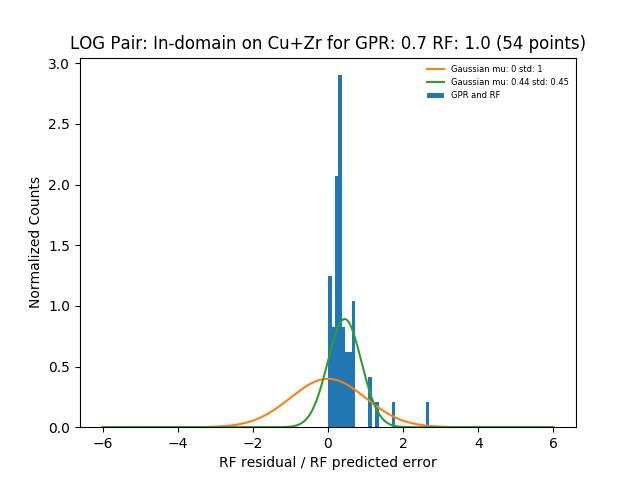 LOG Pair: In-domain on Cu+Zr for GPR: 0.7 RF: 1.0 (54 points)
Gaussian mu: 0 std: 1
Gaussian mu: 0.44 std: 0.45
GPR and RF
Normalized Counts
3.0
2.5
2.0
1.5
1.0
0.5
0.0
−6 −4 −2 0 2 4 6
RF residual / RF predicted error